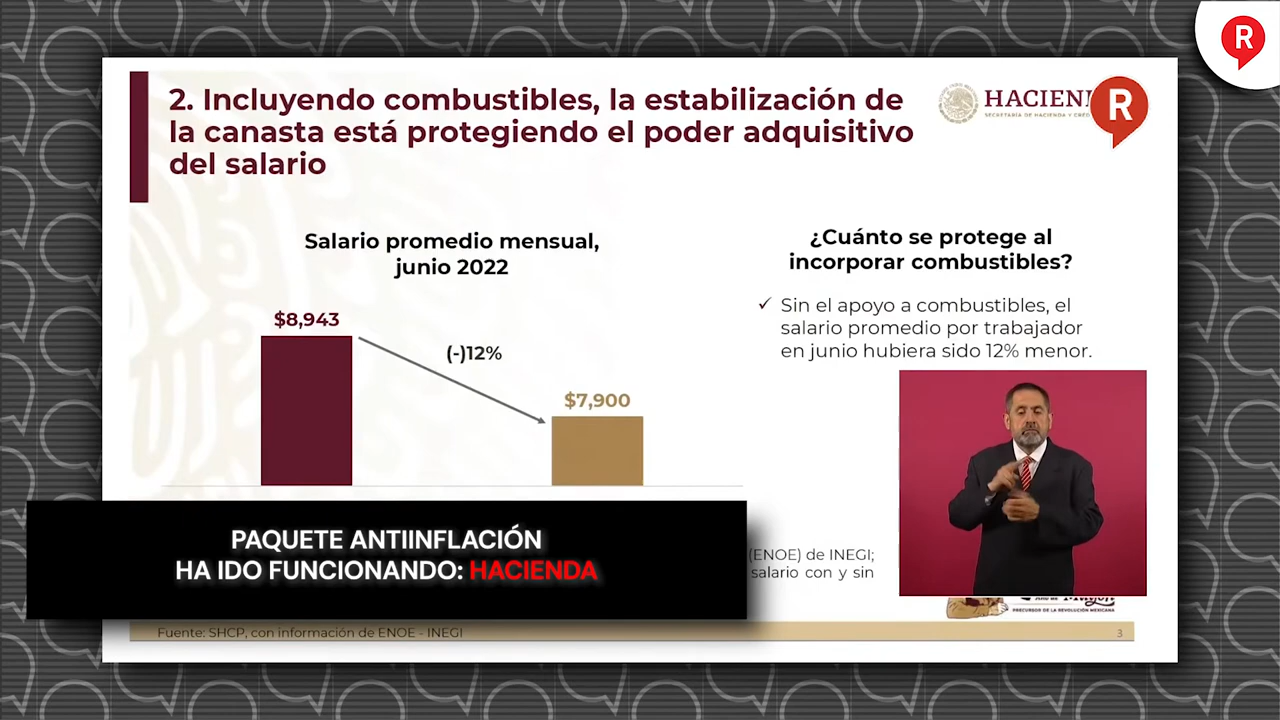 R
2. Incluyendo combustibles, la estabilización de
la canasta está protegiendo el poder adquisitivo
del salario
SECRETARÍA DE HACIENDA Y
R
Salario promedio mensual,
junio 2022
$8,943
(-)12%
$7,900
¿Cuánto se protege al
incorporar combustibles?
✓ Sin el apoyo a combustibles, el
salario promedio por trabajador
en junio hubiera sido 12% menor.
(ENOE) de INEGI;
salario con y sin
PAQUETE ANTIINFLACIÓN
HA IDO FUNCIONANDO: HACIENDA
PRECURSOR DE LA REVOLUCIÓN MEXICANA
Fuente: SHCP, con información de ENOE - INEGI
3